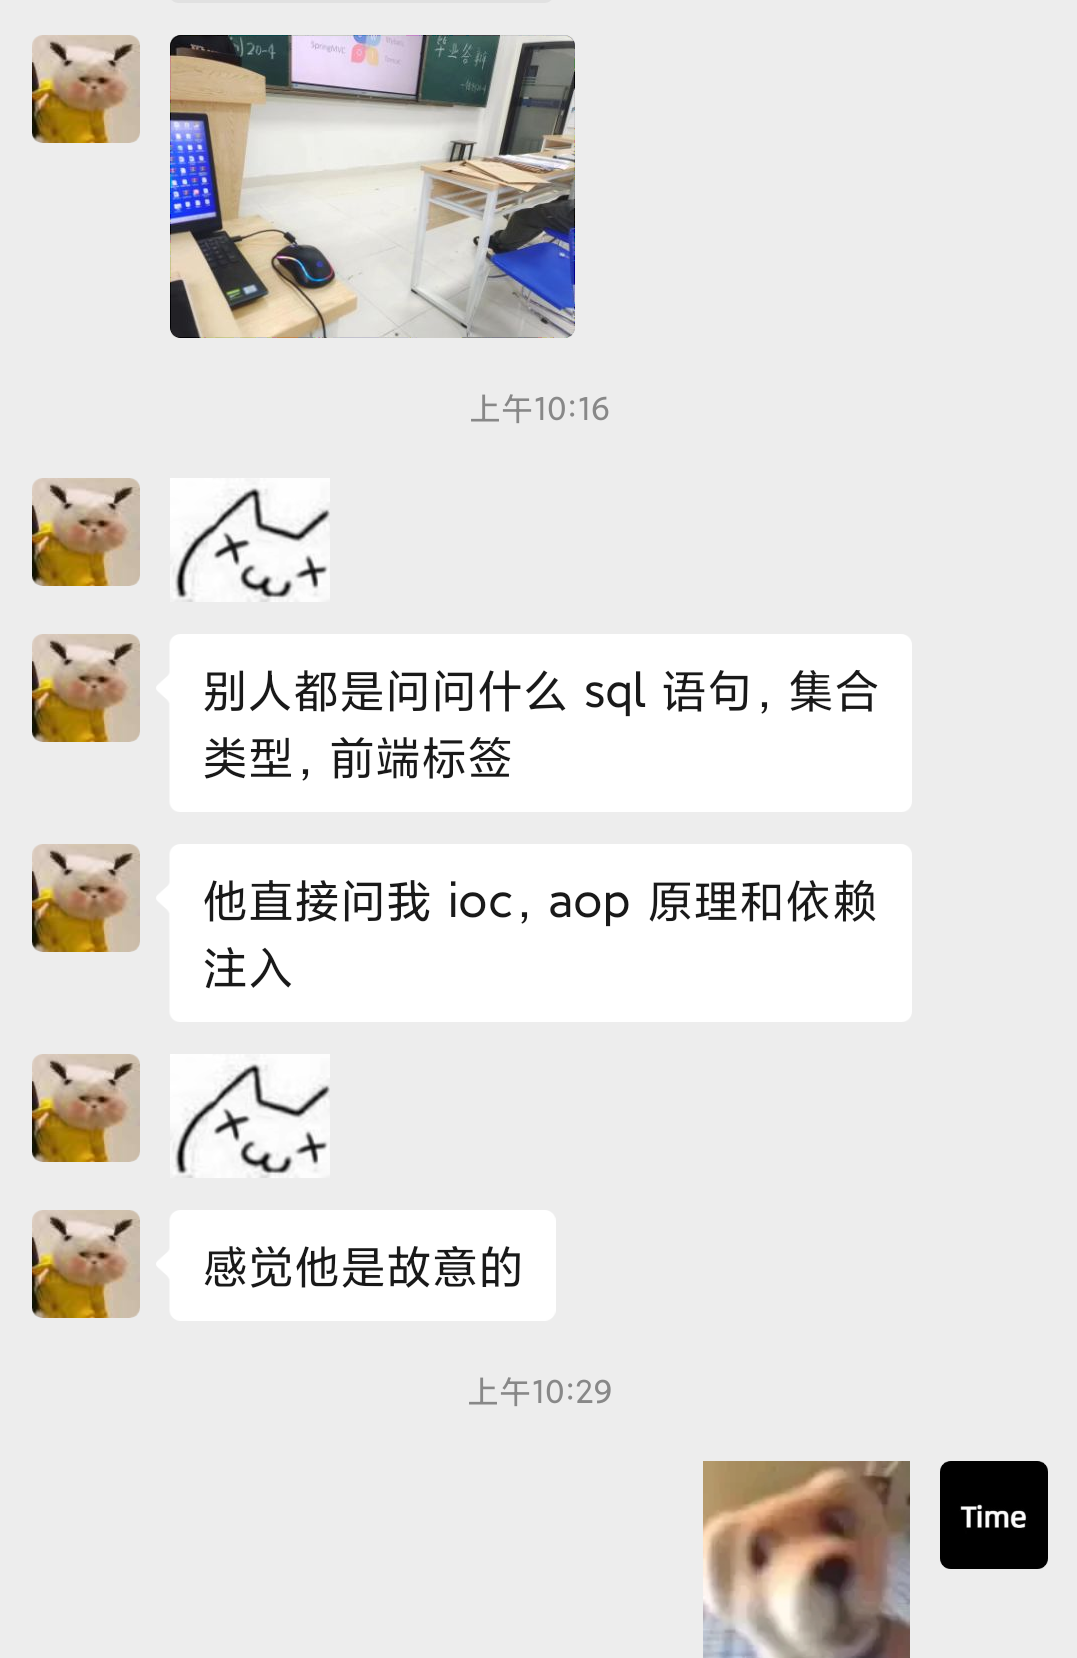 20-4
SpringMVC
毕业答辩
上午10:16
别人都是问问什么 sql 语句, 集合
类型, 前端标签
他直接问我 ioc, aop 原理和依赖
注入
感觉他是故意的
上午10:29
Time